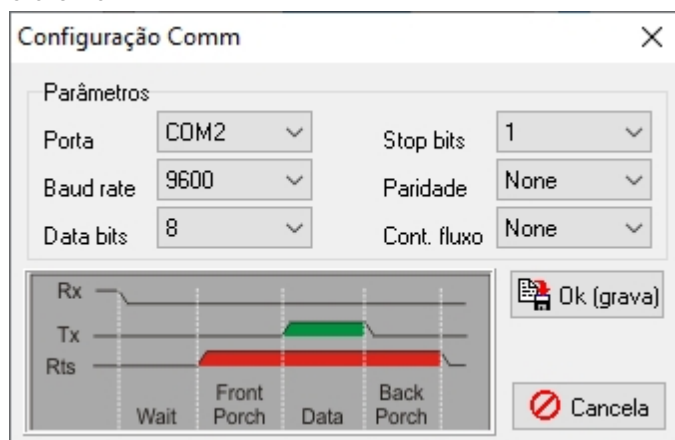 Configuração Comm
Parâmetros
Porta COM2 Stop bits 1
Baud rate 9600 Paridade None
Data bits 8 Cont. fluxo None
Rx
Tx
Rts
Wait Front Porch Data Back Porch
Ok (grava)
Cancela